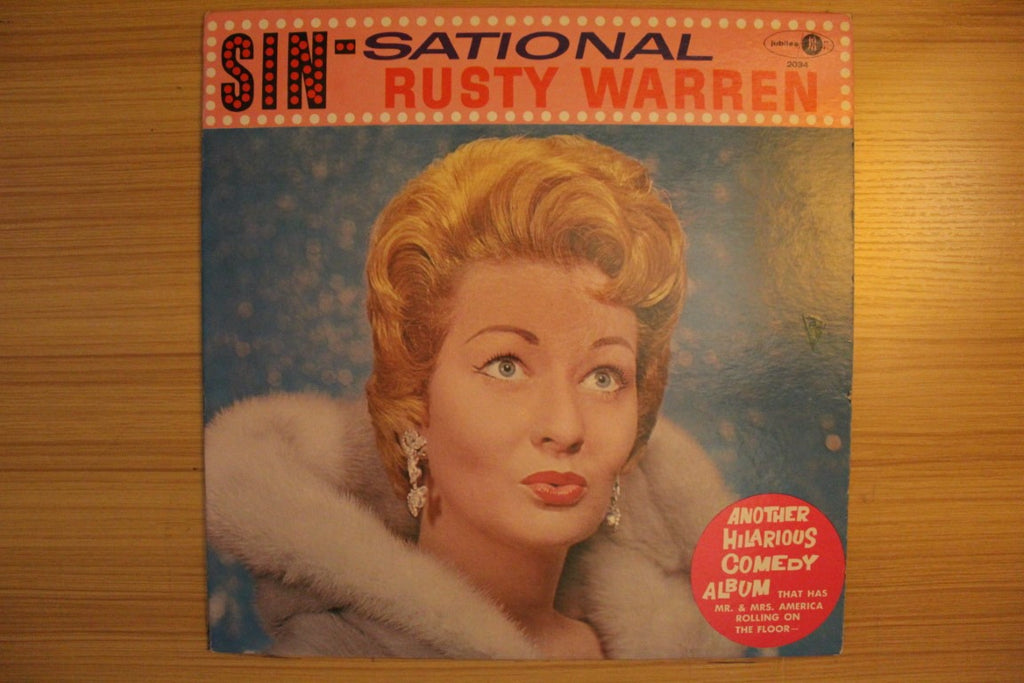 SIN-SATIONAL
RUSTY WARREN
jubilee
2034
ANOTHER
HILARIOUS
COMEDY
ALBUM THAT HAS
MR. & MRS. AMERICA
ROLLING ON
THE FLOOR—